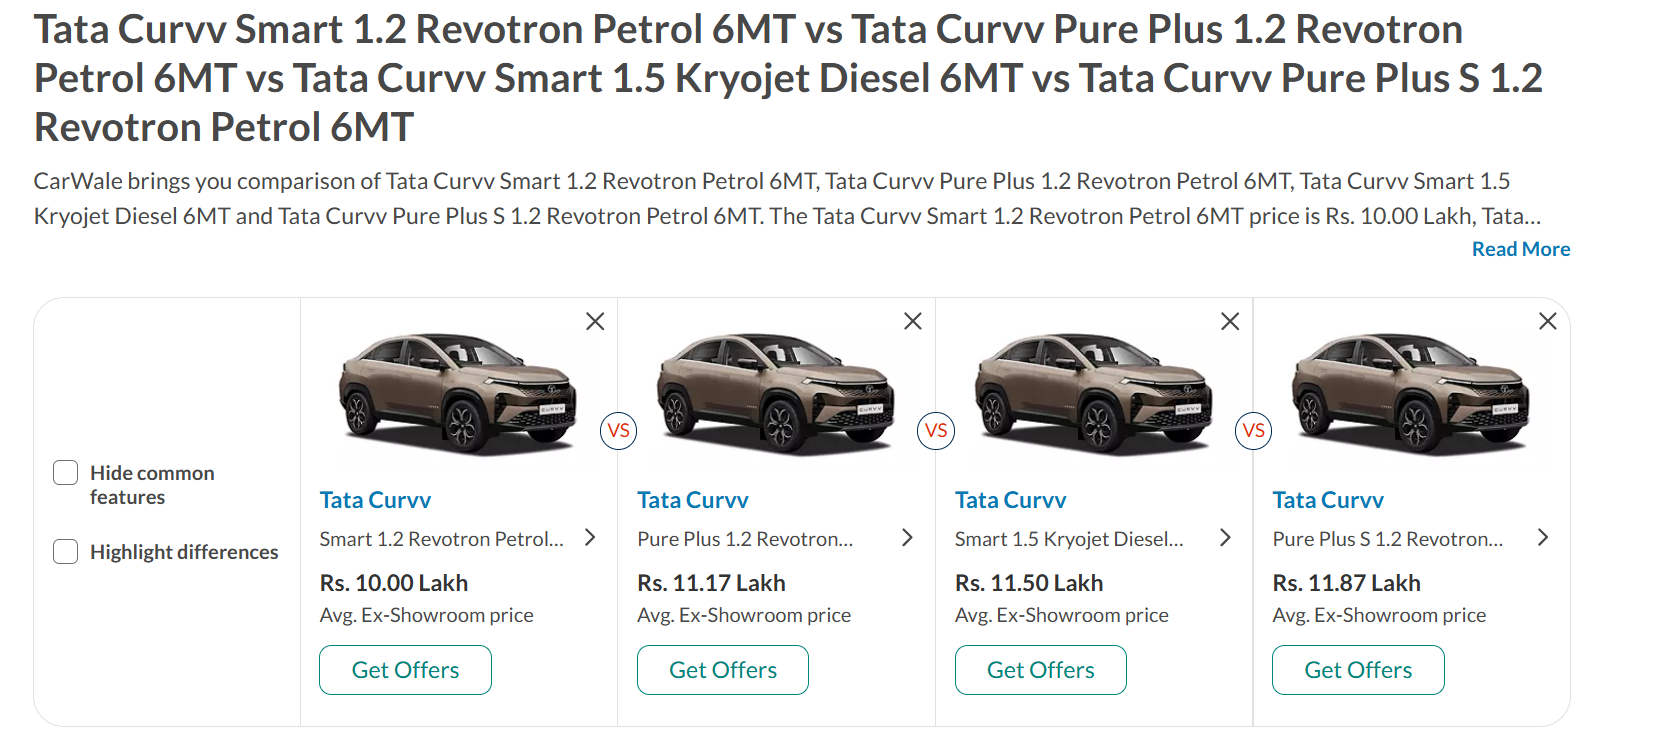 Tata Curvv Smart 1.2 Revotron Petrol 6MT vs Tata Curvv Pure Plus 1.2 Revotron
Petrol 6MT vs Tata Curvv Smart 1.5 Kryojet Diesel 6MT vs Tata Curvv Pure Plus S 1.2
Revotron Petrol 6MT
CarWale brings you comparison of Tata Curvv Smart 1.2 Revotron Petrol 6MT, Tata Curvv Pure Plus 1.2 Revotron Petrol 6MT, Tata Curvv Smart 1.5
Kryojet Diesel 6MT and Tata Curvv Pure Plus S 1.2 Revotron Petrol 6MT. The Tata Curvv Smart 1.2 Revotron Petrol 6MT price is Rs. 10.00 Lakh, Tata...
Read More
Hide common
features
Highlight differences
CURVV
Tata Curvv
Smart 1.2 Revotron Petrol...
Rs. 10.00 Lakh
Avg. Ex-Showroom price
Get Offers
VS
CURVV
Tata Curvv
Pure Plus 1.2 Revotron...
Rs. 11.17 Lakh
Avg. Ex-Showroom price
Get Offers
VS
CURVV
Tata Curvv
Smart 1.5 Kryojet Diesel...
Rs. 11.50 Lakh
Avg. Ex-Showroom price
Get Offers
VS
CURVV
Tata Curvv
Pure Plus S 1.2 Revotron...
Rs. 11.87 Lakh
Avg. Ex-Showroom price
Get Offers